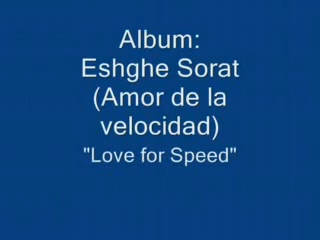 Album:
Eshghe Sorat
(Amor de la
velocidad)
"Love for Speed"